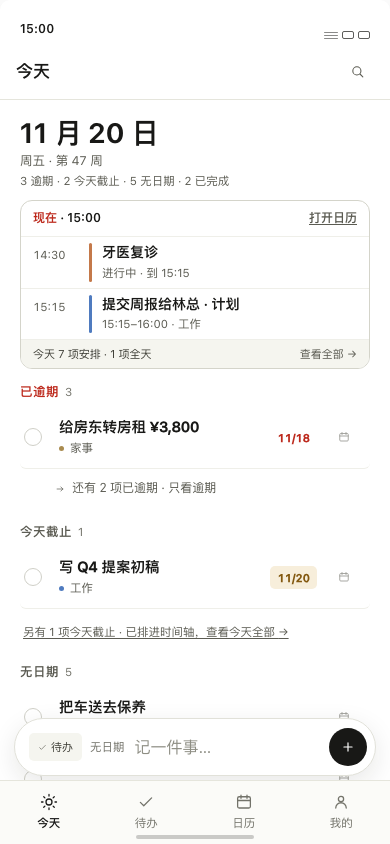 15:00
今天
11 月 20 日
周五 · 第 47 周
3 逾期 · 2 今天截止 · 5 无日期 · 2 已完成
现在 · 15:00
打开日历
14:30
牙医复诊
进行中 · 到 15:15
15:15
提交周报给林总 · 计划
15:15–16:00 · 工作
今天 7 项安排 · 1 项全天
查看全部 →
已逾期 3
给房东转房租 ¥3,800
11/18
家事
→ 还有 2 项已逾期 · 只看逾期
今天截止 1
写 Q4 提案初稿
11/20
工作
另有 1 项今天截止 · 已排进时间轴，查看今天全部 →
无日期 5
把车送去保养
待办
无日期
记一件事…
今天
待办
日历
我的